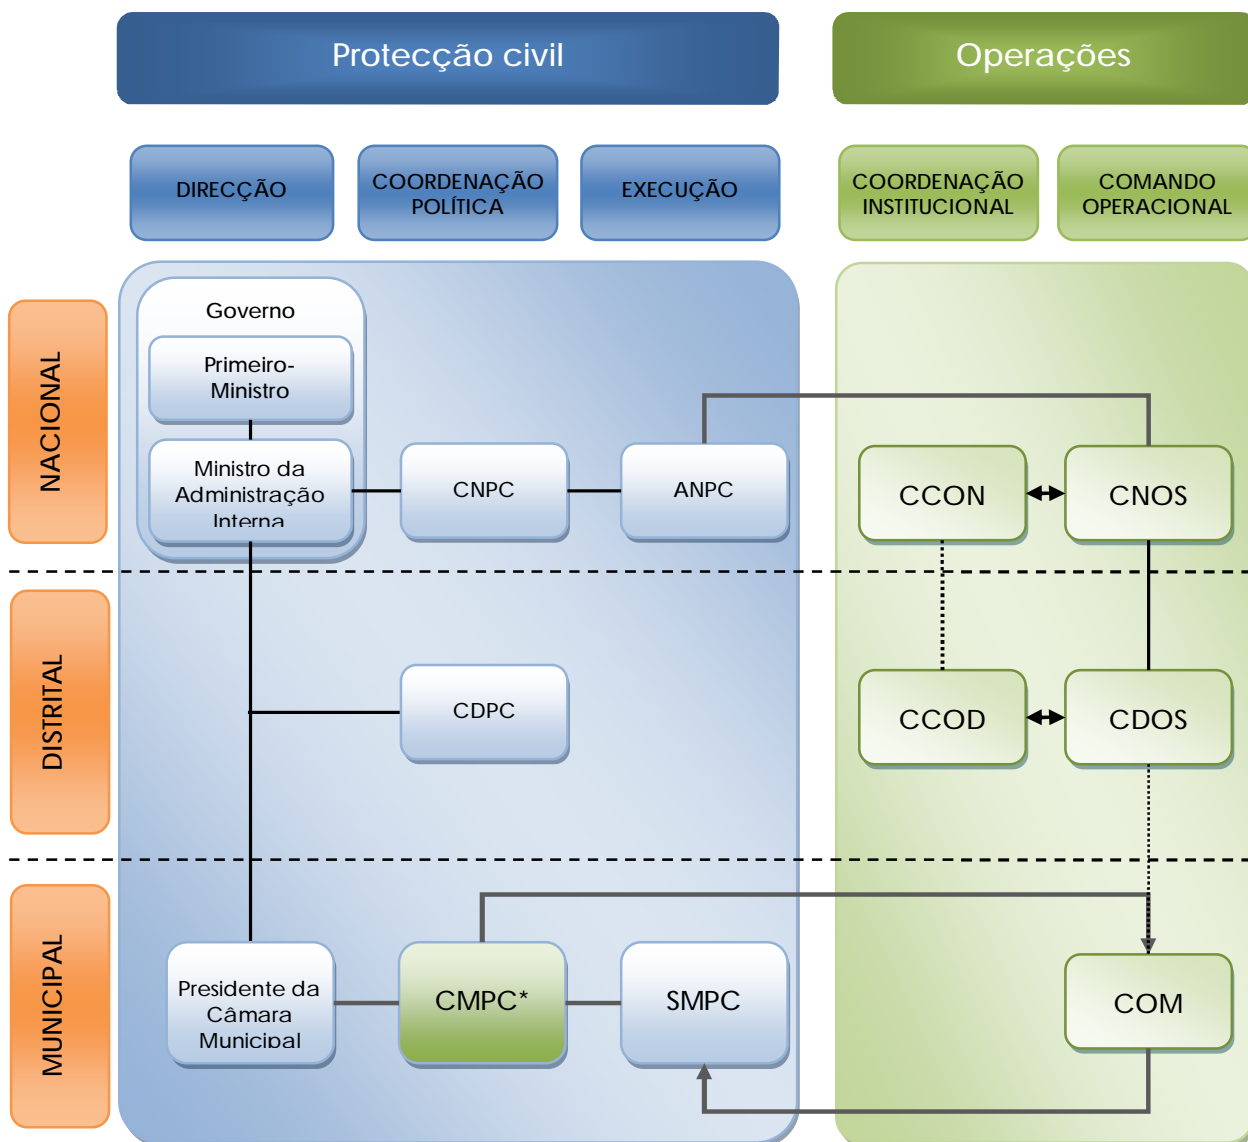 Protecção civil
Operações
DIRECÇÃO
COORDENAÇÃO
POLÍTICA
EXECUÇÃO
COORDENAÇÃO
INSTITUCIONAL
COMANDO
OPERACIONAL
NACIONAL
Governo
Primeiro-
Ministro
Ministro da
Administração
Interna
CNPC
ANPC
CCON
CNOS
DISTRITAL
CDPC
CCOD
CDOS
MUNICIPAL
Presidente da
Câmara
Municipal
CMPC*
SMPC
COM